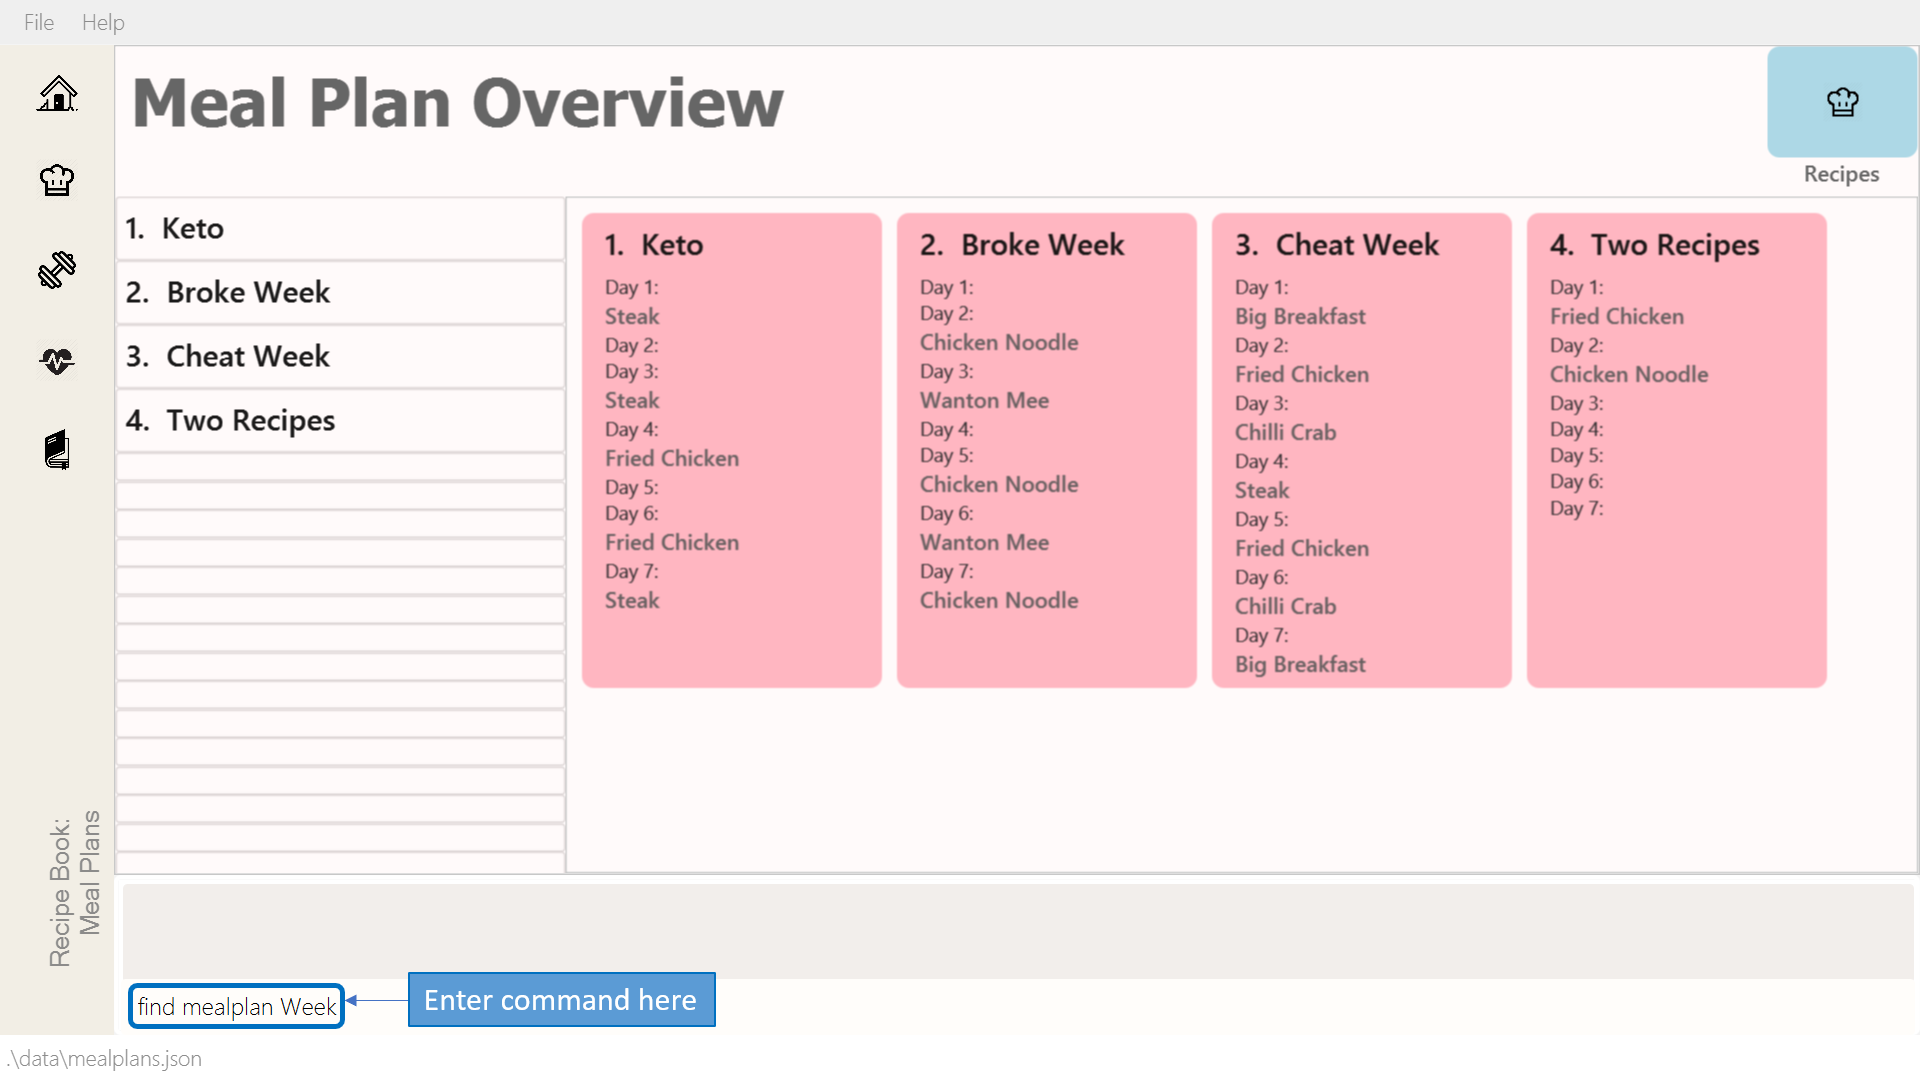 File Help
Meal Plan Overview
Recipes
1. Keto
2. Broke Week
3. Cheat Week
4. Two Recipes
1. Keto
Day 1:
Steak
Day 2:
Day 3:
Steak
Day 4:
Fried Chicken
Day 5:
Day 6:
Fried Chicken
Day 7:
Steak
2. Broke Week
Day 1:
Day 2:
Chicken Noodle
Day 3:
Wanton Mee
Day 4:
Day 5:
Chicken Noodle
Day 6:
Wanton Mee
Day 7:
Chicken Noodle
3. Cheat Week
Day 1:
Big Breakfast
Day 2:
Fried Chicken
Day 3:
Chilli Crab
Day 4:
Steak
Day 5:
Fried Chicken
Day 6:
Chilli Crab
Day 7:
Big Breakfast
4. Two Recipes
Day 1:
Fried Chicken
Day 2:
Chicken Noodle
Day 3:
Day 4:
Day 5:
Day 6:
Day 7:
Recipe Book:
Meal Plans
find mealplan Week
Enter command here
.\data\mealplans.json